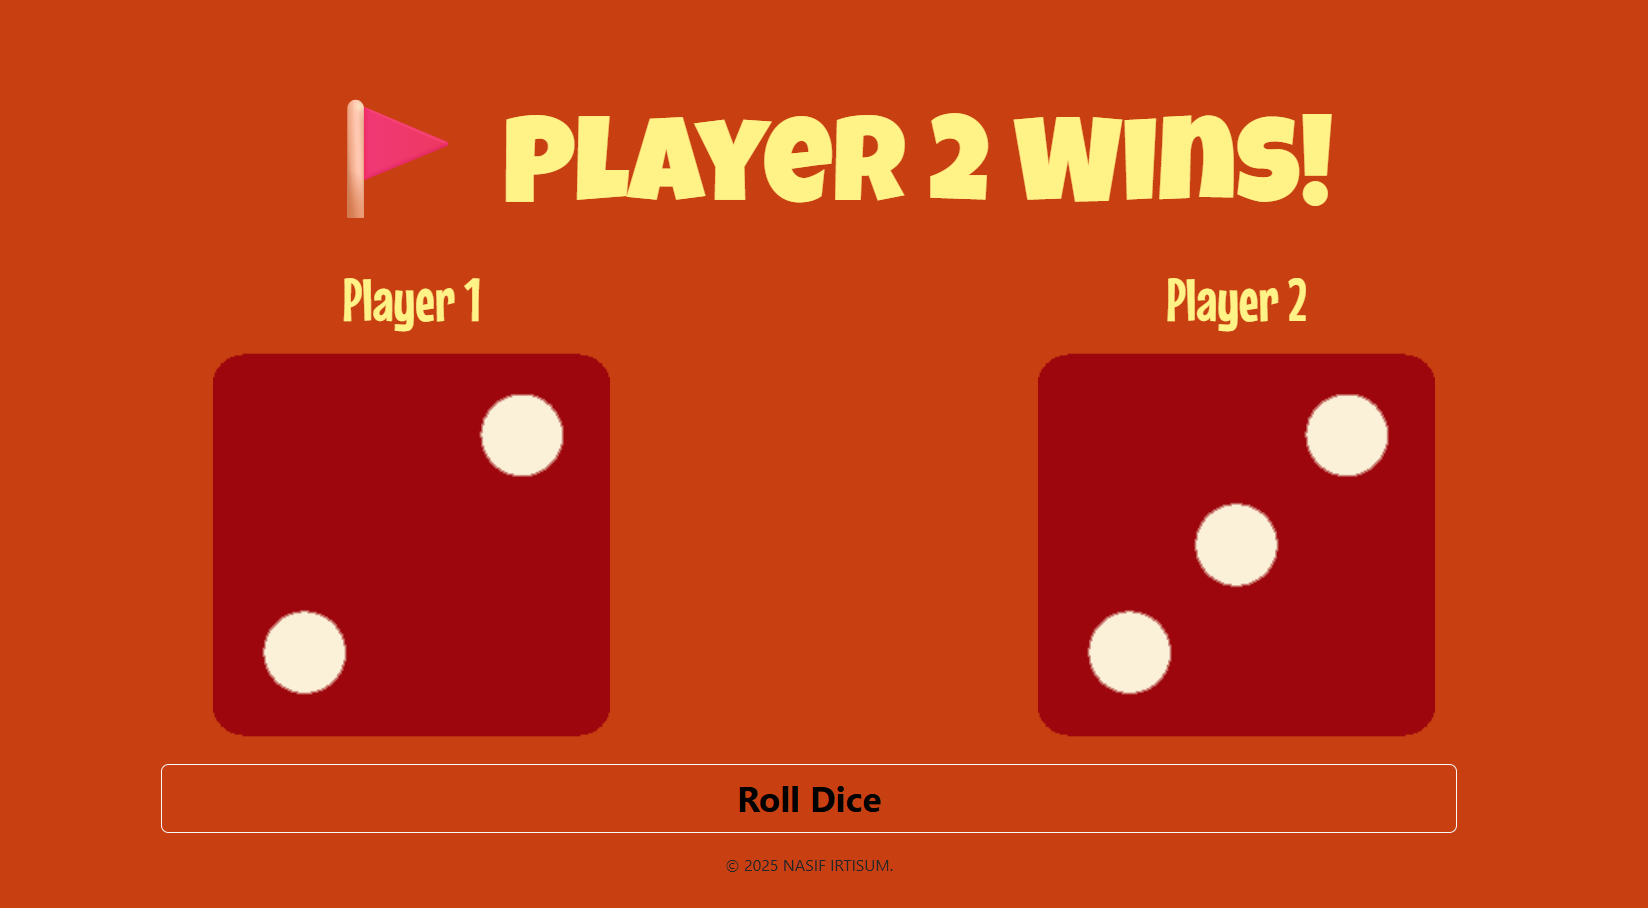 PLAYER 2 WINS!
Player 1
Player 2
Roll Dice
© 2025 NASIF IRTISUM.